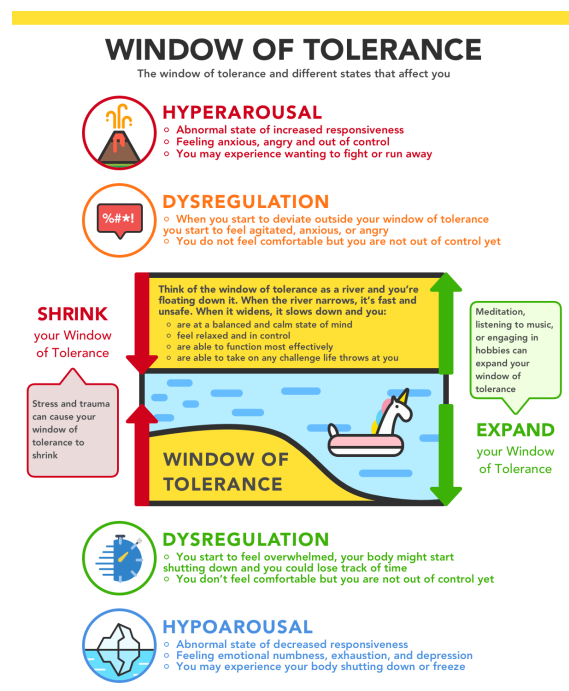 WINDOW OF TOLERANCE
The window of tolerance and different states that affect you
HYPERAROUSAL
Abnormal state of increased responsiveness
Feeling anxious, angry and out of control
You may experience wanting to fight or run away
%#*!
DYSREGULATION
When you start to deviate outside your window of tolerance
you start to feel agitated, anxious, or angry
You do not feel comfortable but you are not out of control yet
SHRINK
your Window
of Tolerance
Stress and trauma
can cause your
window of
tolerance to
shrink
Think of the window of tolerance as a river and you're
floating down it. When the river narrows, it's fast and
unsafe. When it widens, it slows down and you:
are at a balanced and calm state of mind
feel relaxed and in control
are able to function most effectively
are able to take on any challenge life throws at you
WINDOW OF
TOLERANCE
Meditation,
listening to music,
or engaging in
hobbies can
expand your
window of
tolerance
EXPAND
your Window
of Tolerance
DYSREGULATION
You start to feel overwhelmed, your body might start
shutting down and you could lose track of time
You don't feel comfortable but you are not out of control yet
HYPOAROUSAL
Abnormal state of decreased responsiveness
Feeling emotional numbness, exhaustion, and depression
You may experience your body shutting down or freeze